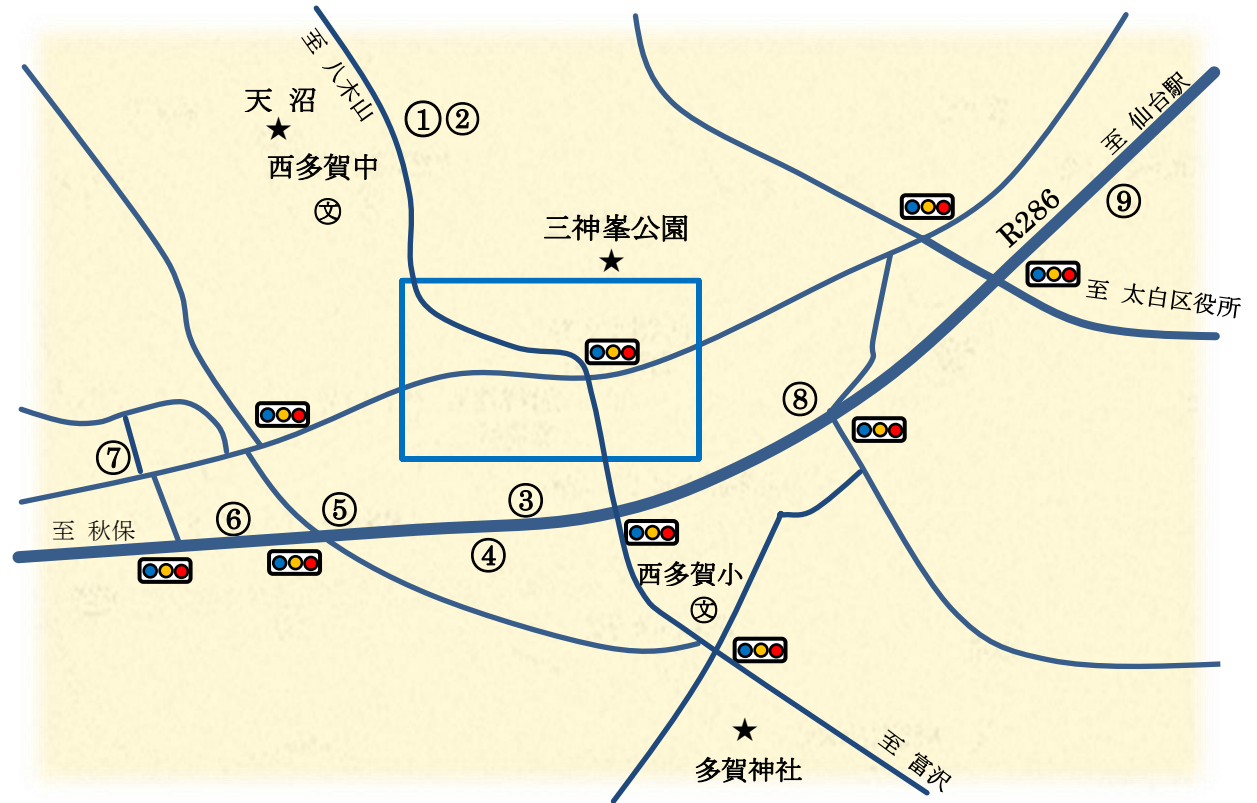 至 八木山
天 沼
①②
西多賀中
文
三神峯公園
至 仙台駅
⑨
R286
至 太白区役所
⑧
⑦
③
⑤
⑥
至 秋保
④
西多賀小
文
多賀神社
至 富沢